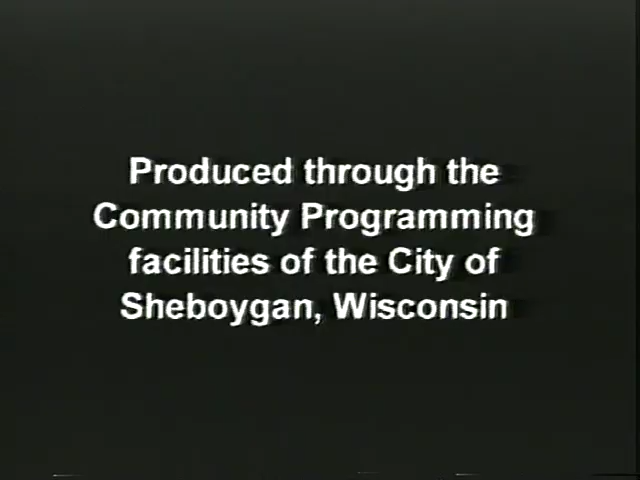 Produced through the
Community Programming
facilities of the City of
Sheboygan, Wisconsin